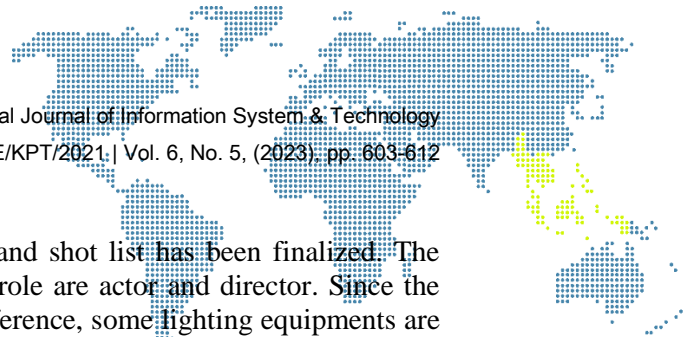 al Journal of Information System & Technology
E/KPT/2021 | Vol. 6, No. 5, (2023), pp. 603-612
and shot list has been finalized. The
role are actor and director. Since the
ference, some lighting equipments are